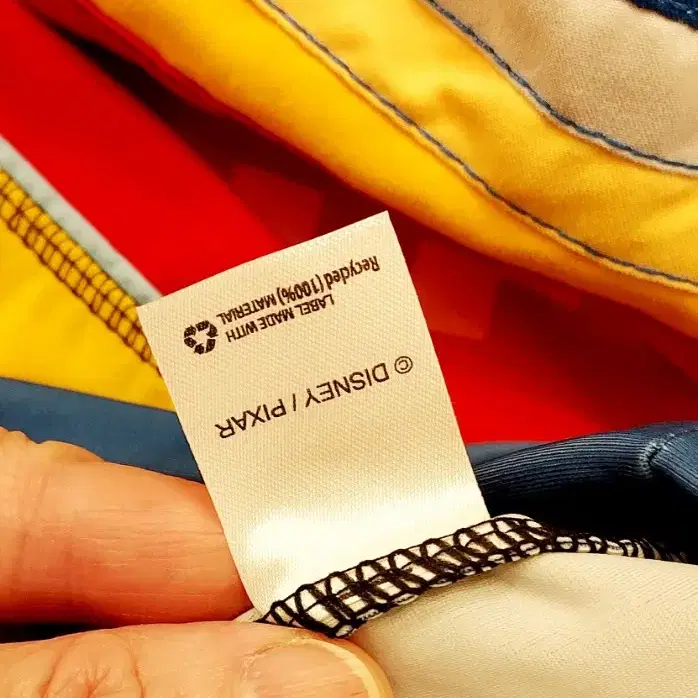 © DISNEY / PIXAR
LABEL MADE WITH
Recycled (100%) MATERIAL